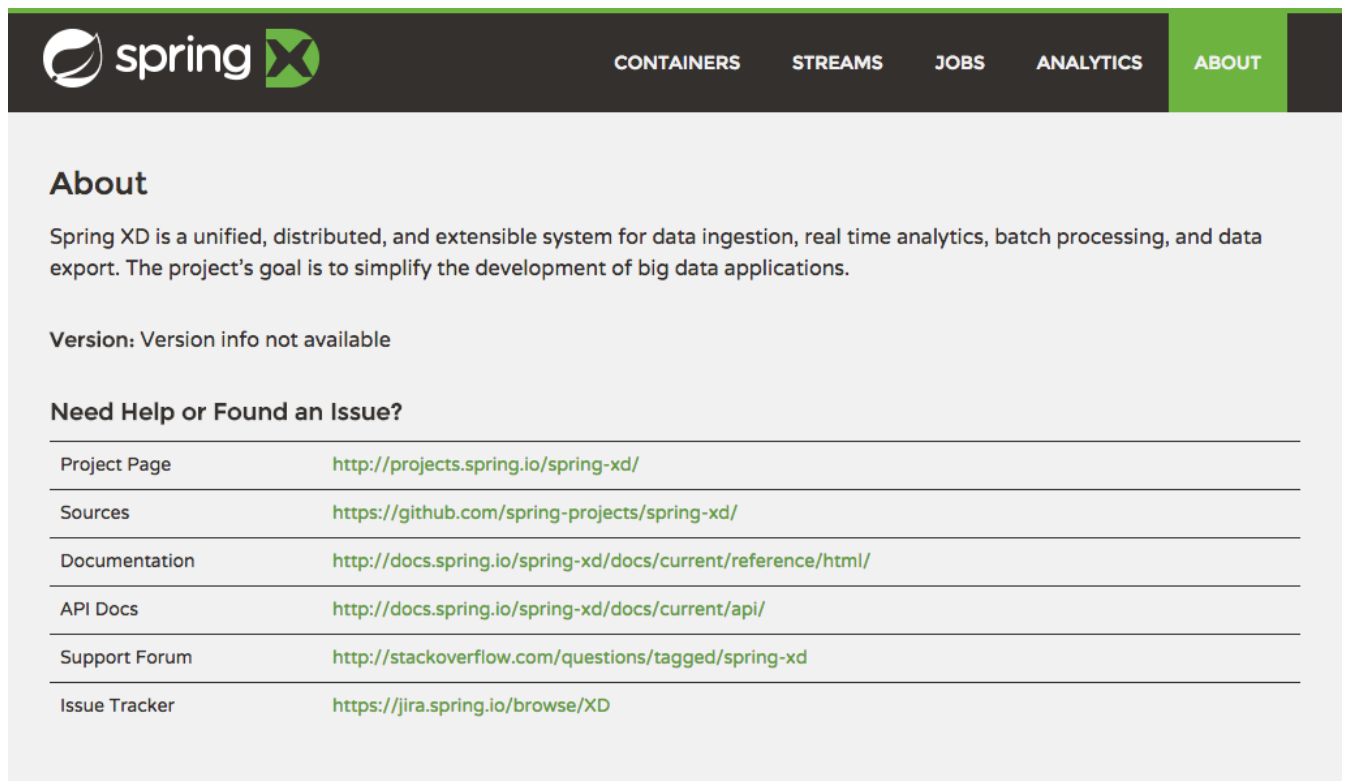 spring XD
CONTAINERS STREAMS JOBS ANALYTICS ABOUT
About
Spring XD is a unified, distributed, and extensible system for data ingestion, real time analytics, batch processing, and data
export. The project's goal is to simplify the development of big data applications.
Version: Version info not available
Need Help or Found an Issue?
Project Page http://projects.spring.io/spring-xd/
Sources https://github.com/spring-projects/spring-xd/
Documentation http://docs.spring.io/spring-xd/docs/current/reference/html/
API Docs http://docs.spring.io/spring-xd/docs/current/api/
Support Forum http://stackoverflow.com/questions/tagged/spring-xd
Issue Tracker https://jira.spring.io/browse/XD